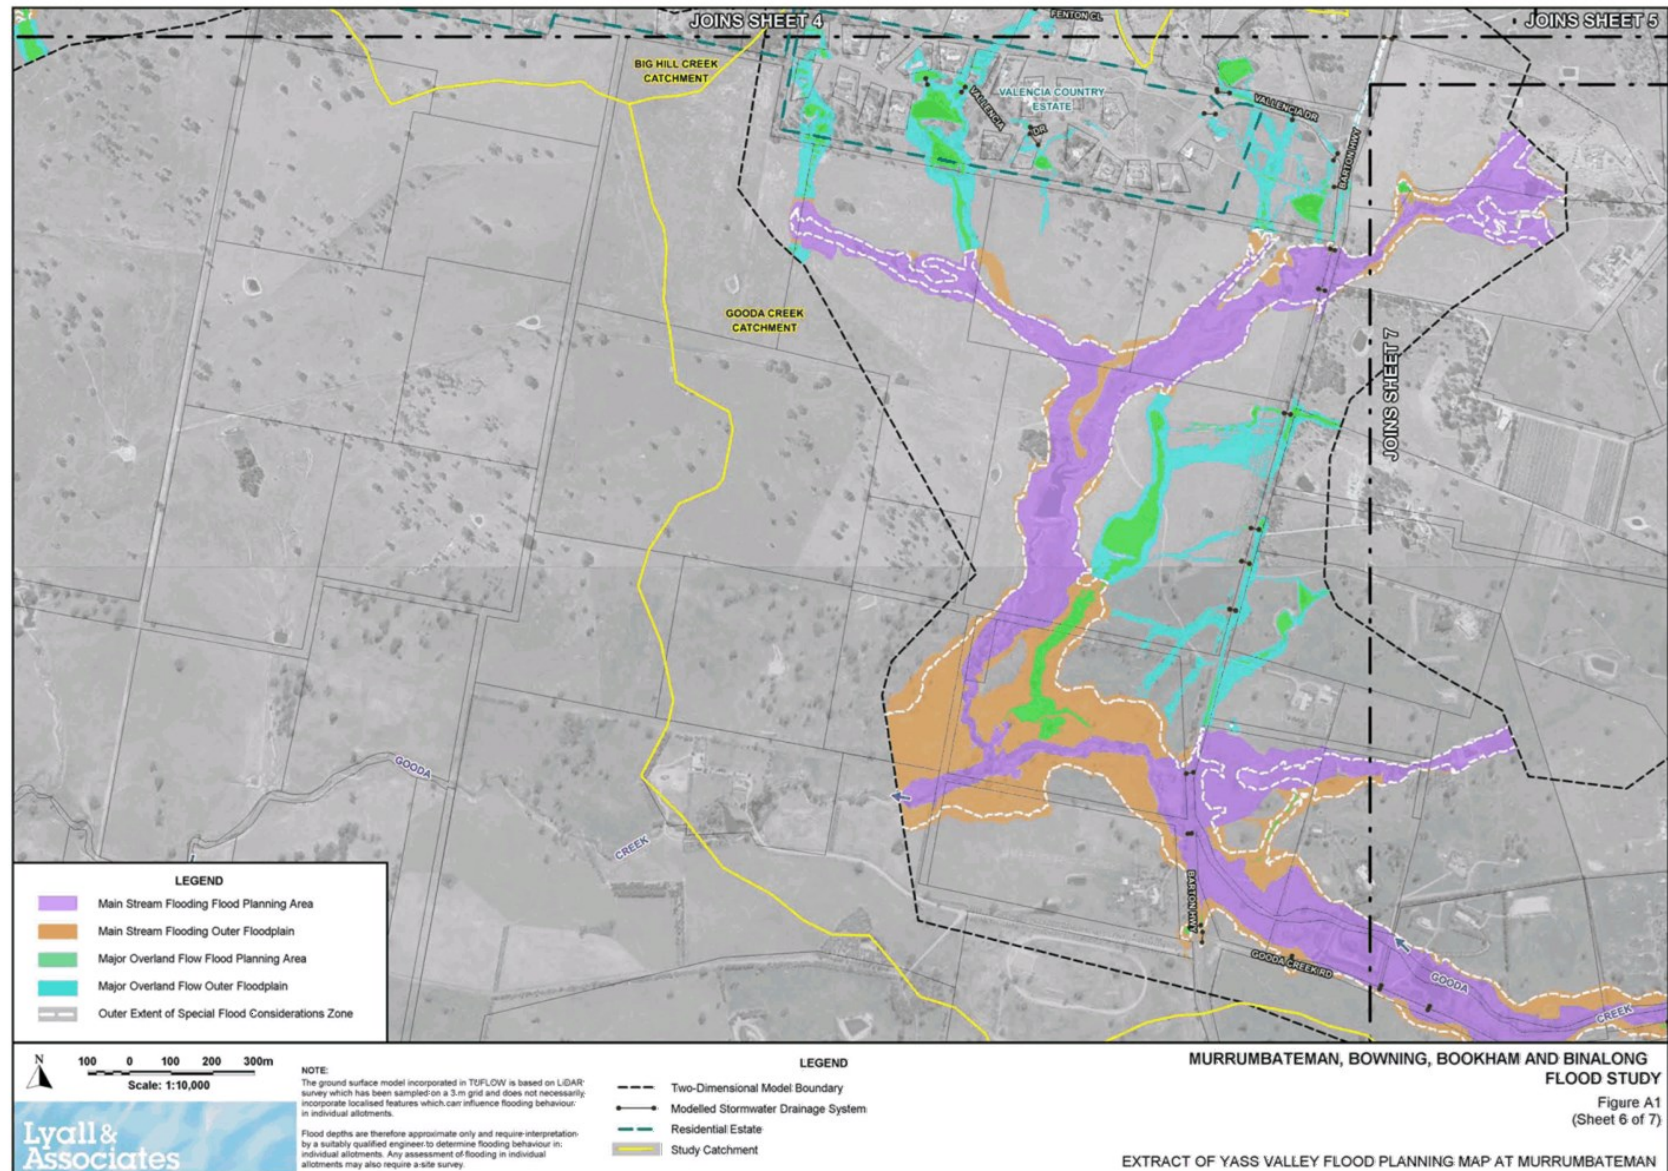 JOINS SHEET 4
FENTON CL
JOINS SHEET 5
BIG HILL CREEK
CATCHMENT
VALLENCIA
DR
VALENCIA COUNTRY
ESTATE
VALLENCIA DR
BARTON HWY
GOODA CREEK
CATCHMENT
JOINS SHEET 7
GOODA
CREEK
BARTON HWY
GOODA CREEK RD
GOODA
CREEK
LEGEND
Main Stream Flooding Flood Planning Area
Main Stream Flooding Outer Floodplain
Major Overland Flow Flood Planning Area
Major Overland Flow Outer Floodplain
Outer Extent of Special Flood Considerations Zone
N
100 0 100 200 300m
Scale: 1:10,000
Lyall &
Associates
NOTE:
The ground surface model incorporated in TUFLOW is based on LiDAR
survey which has been sampled on a 3-m grid and does not necessarily
incorporate localised features which can influence flooding behaviour
in individual allotments.
Flood depths are therefore approximate only and require interpretation
by a suitably qualified engineer to determine flooding behaviour in
individual allotments. Any assessment of flooding in individual
allotments may also require a site survey.
LEGEND
Two-Dimensional Model Boundary
Modelled Stormwater Drainage System
Residential Estate
Study Catchment
MURRUMBATEMAN, BOWNING, BOOKHAM AND BINALONG
FLOOD STUDY
Figure A1
(Sheet 6 of 7)
EXTRACT OF YASS VALLEY FLOOD PLANNING MAP AT MURRUMBATEMAN